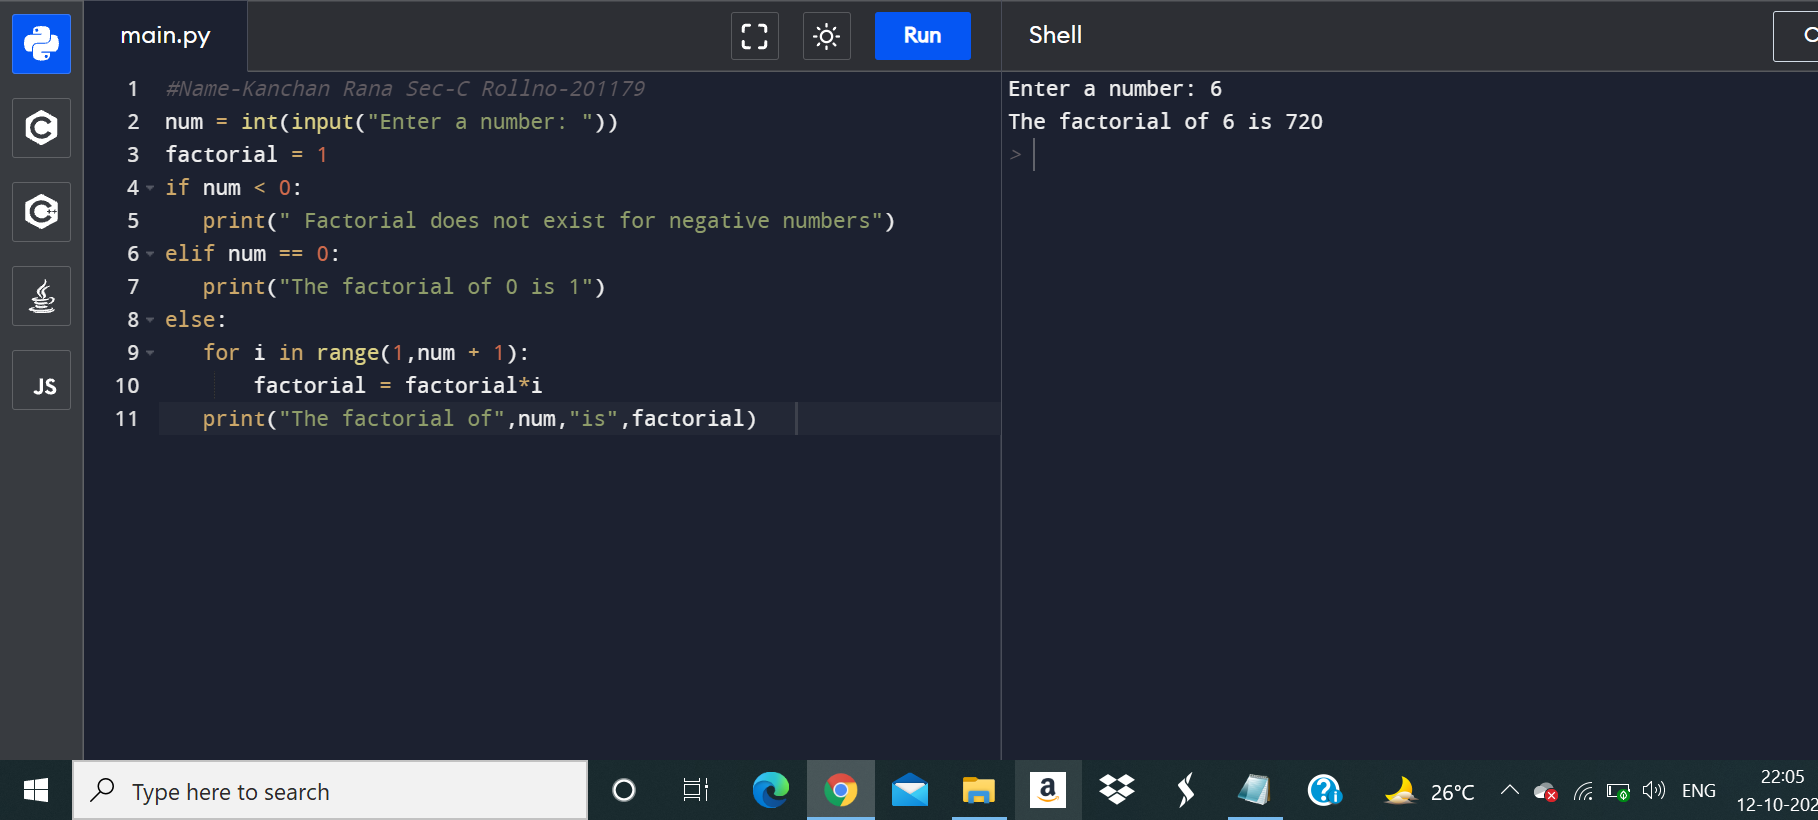 main.py
Run
Shell
1 #Name-Kanchan Rana Sec-C Rollno-201179
2 num = int(input("Enter a number: "))
3 factorial = 1
4 if num < 0:
5    print(" Factorial does not exist for negative numbers")
6 elif num == 0:
7    print("The factorial of 0 is 1")
8 else:
9    for i in range(1,num + 1):
10        factorial = factorial*i
11    print("The factorial of",num,"is",factorial)
Enter a number: 6
The factorial of 6 is 720
>
C
C++
JS
Type here to search
a
26°C
ENG
22:05
12-10-202